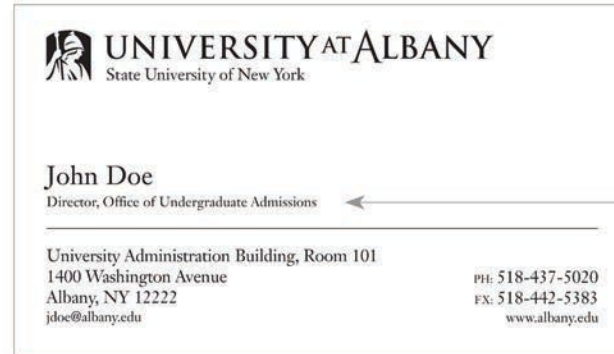 UNIVERSITY AT ALBANY
State University of New York
John Doe
Director, Office of Undergraduate Admissions
University Administration Building, Room 101
1400 Washington Avenue
Albany, NY 12222
jdoe@albany.edu
PH: 518-437-5020
FX: 518-442-5383
www.albany.edu